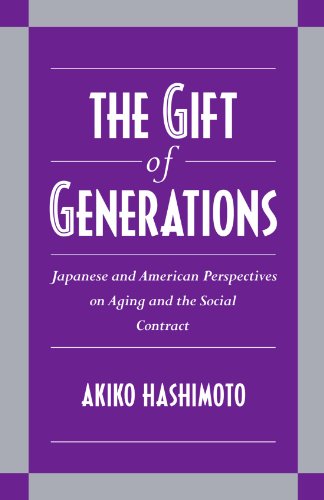 THE GIFT
of
GENERATIONS
Japanese and American Perspectives
on Aging and the Social
Contract
AKIKO HASHIMOTO